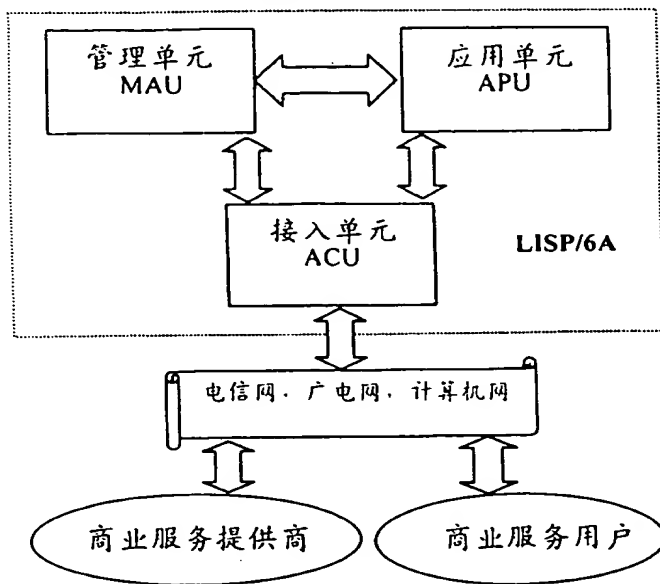 管理单元
MAU
应用单元
APU
接入单元
ACU
LISP/6A
电信网．广电网，计算机网
商业服务提供商
商业服务用户